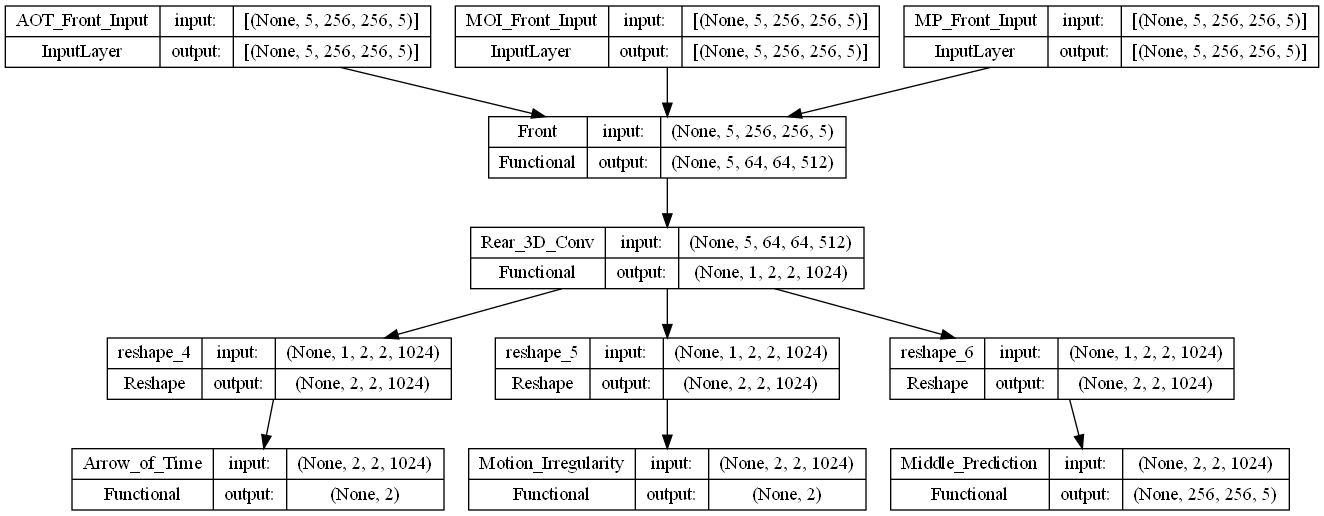 AOT_Front_Input input: [(None, 5, 256, 256, 5)]
InputLayer output: [(None, 5, 256, 256, 5)]
MOI_Front_Input input: [(None, 5, 256, 256, 5)]
InputLayer output: [(None, 5, 256, 256, 5)]
MP_Front_Input input: [(None, 5, 256, 256, 5)]
InputLayer output: [(None, 5, 256, 256, 5)]
Front input: (None, 5, 256, 256, 5)
Functional output: (None, 5, 64, 64, 512)
Rear_3D_Conv input: (None, 5, 64, 64, 512)
Functional output: (None, 1, 2, 2, 1024)
reshape_4 input: (None, 1, 2, 2, 1024)
Reshape output: (None, 2, 2, 1024)
reshape_5 input: (None, 1, 2, 2, 1024)
Reshape output: (None, 2, 2, 1024)
reshape_6 input: (None, 1, 2, 2, 1024)
Reshape output: (None, 2, 2, 1024)
Arrow_of_Time input: (None, 2, 2, 1024)
Functional output: (None, 2)
Motion_Irregularity input: (None, 2, 2, 1024)
Functional output: (None, 2)
Middle_Prediction input: (None, 2, 2, 1024)
Functional output: (None, 256, 256, 5)